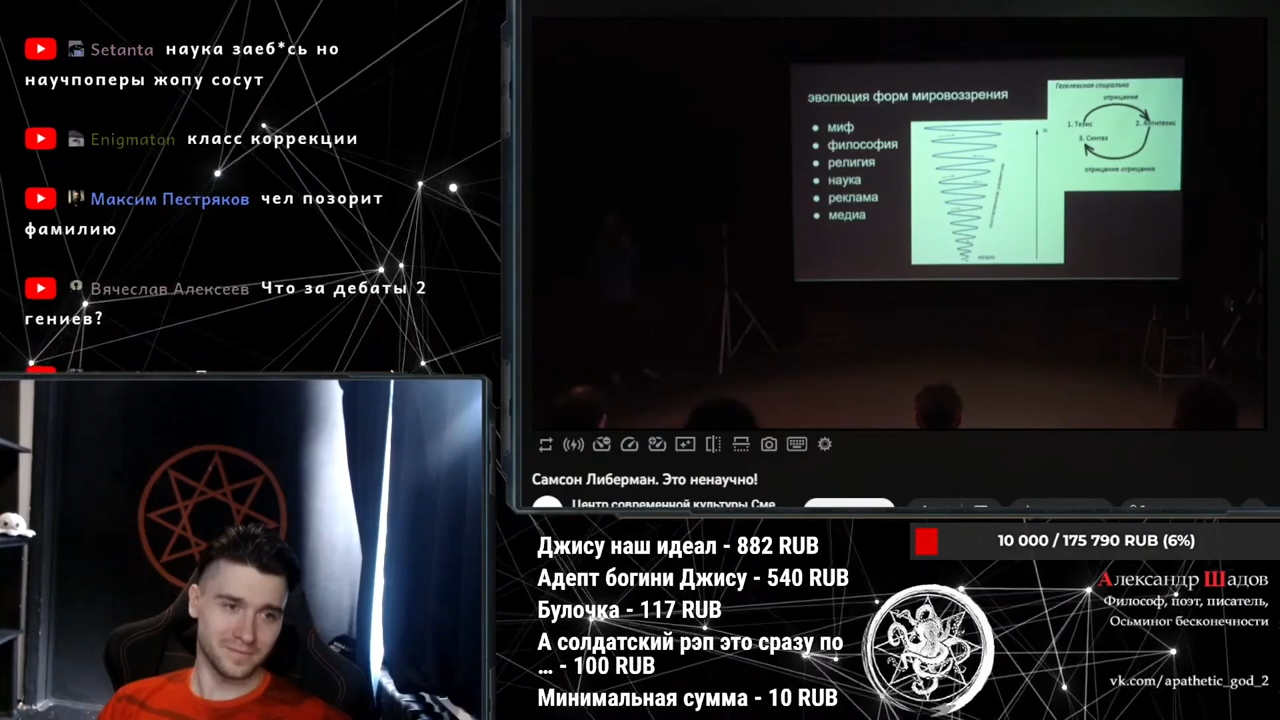 Setanta наука заеб*сь но
научпоперы жопу сосут
Enigmaton класс коррекции
Максим Пестряков чел позорит
фамилию
Вячеслав Алексеев Что за дебаты 2
гениев?
эволюция форм мировоззрения
миф
философия
религия
наука
реклама
медиа
Гегелевская спираль
отрицание
1. Тезис
2. Антитезис
3. Синтез
отрицание отрицания
Самсон Либерман. Это ненаучно!
Центр современной культуры Сме
Джису наш идеал - 882 RUB
Адепт богини Джису - 540 RUB
Булочка - 117 RUB
А солдатский рэп это сразу по
... - 100 RUB
Минимальная сумма - 10 RUB
10 000 / 175 790 RUB (6%)
Александр Шадов
Философ, поэт, писатель,
Осьминог бесконечности
vk.com/apathetic_god_2